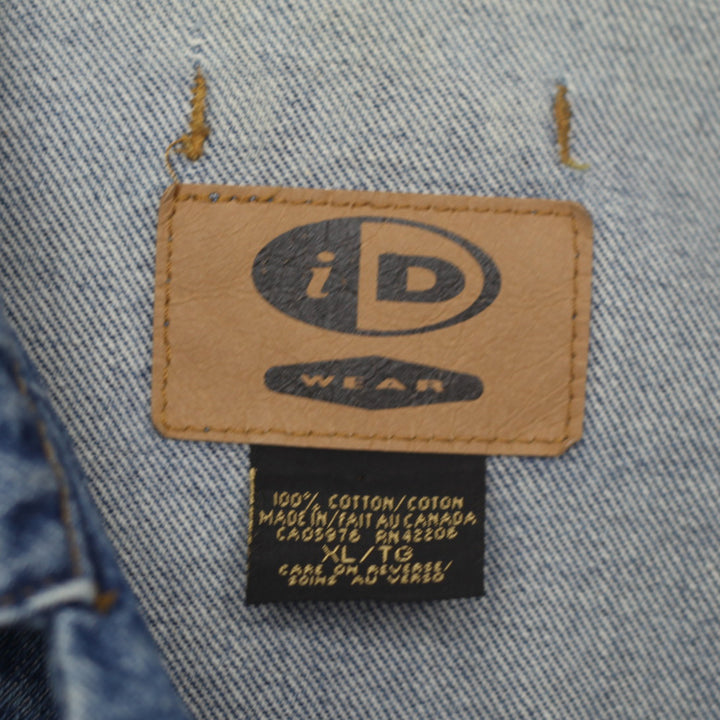 iD
WEAR
100% COTTON/COTON
MADE IN/FAIT AU CANADA
CA05976 RN42206
XL/TG
CARE ON REVERSE/
SOINS AU VERSO